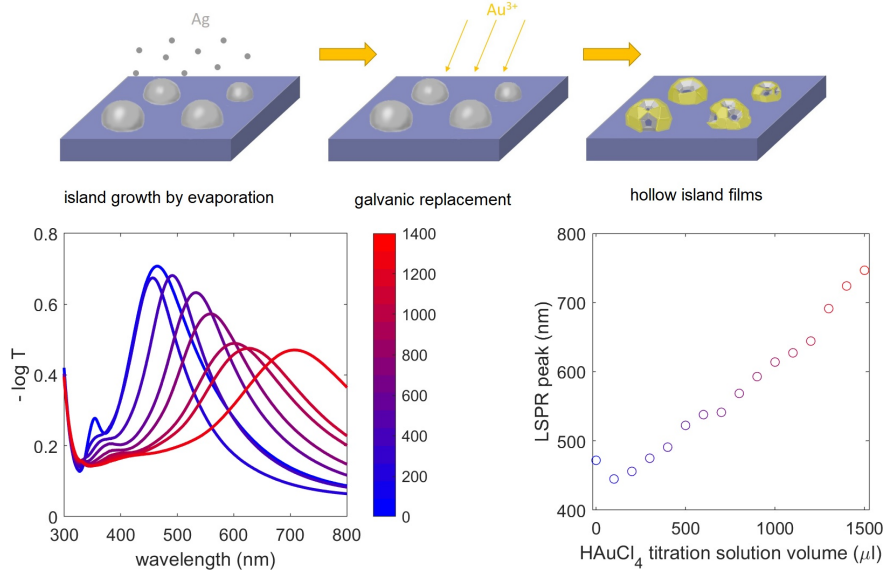 Ag
Au³⁺
island growth by evaporation
galvanic replacement
hollow island films
0.8
0.6
0.4
0.2
0
- log T
300 400 500 600 700 800
wavelength (nm)
1400
1200
1000
800
600
400
200
0
800
700
600
500
400
LSPR peak (nm)
0 500 1000 1500
HAuCl₄ titration solution volume (μl)